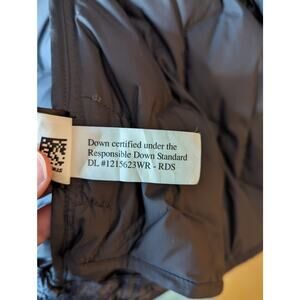 Down certified under the
Responsible Down Standard
DL #1215623WR - RDS